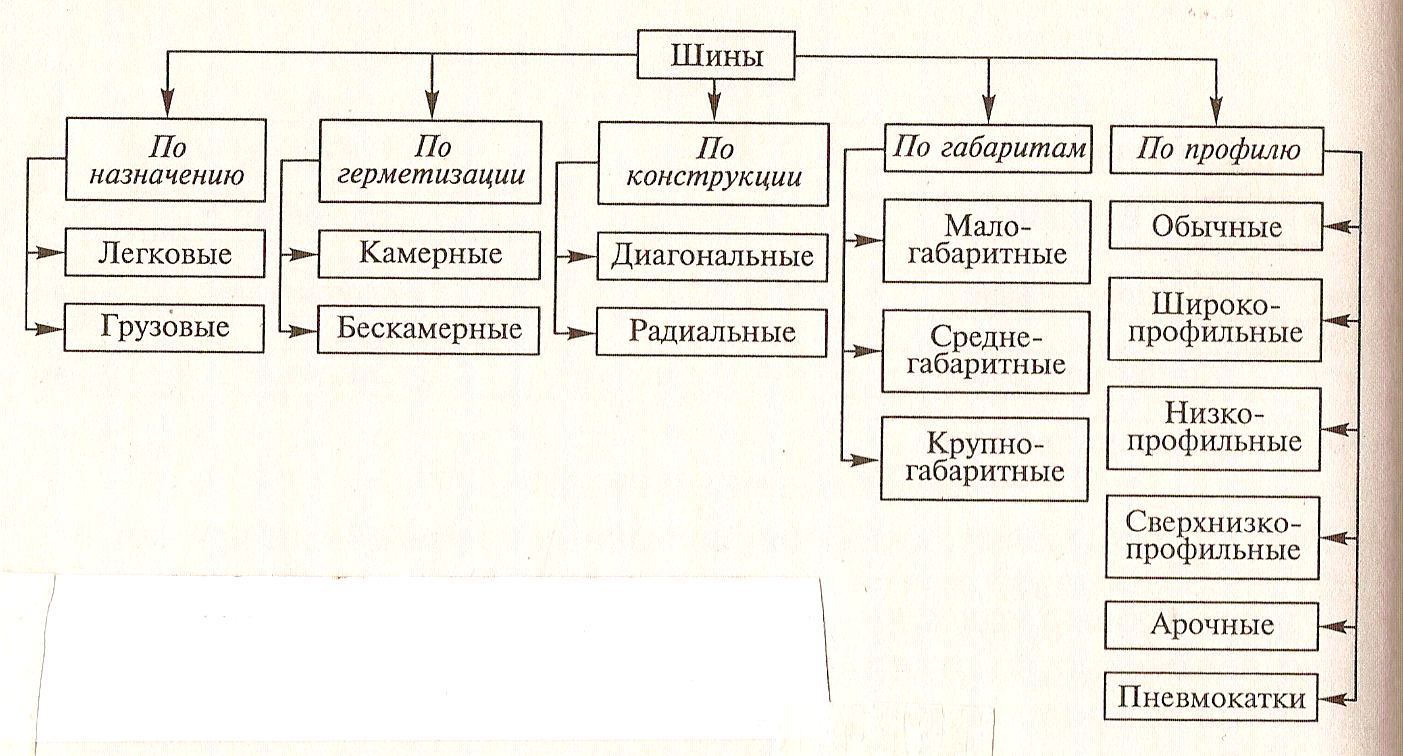 Шины
По
назначению
Легковые
Грузовые
По
герметизации
Камерные
Бескамерные
По
конструкции
Диагональные
Радиальные
По габаритам
Мало-
габаритные
Средне-
габаритные
Крупно-
габаритные
По профилю
Обычные
Широко-
профильные
Низко-
профильные
Сверхнизко-
профильные
Арочные
Пневмокатки